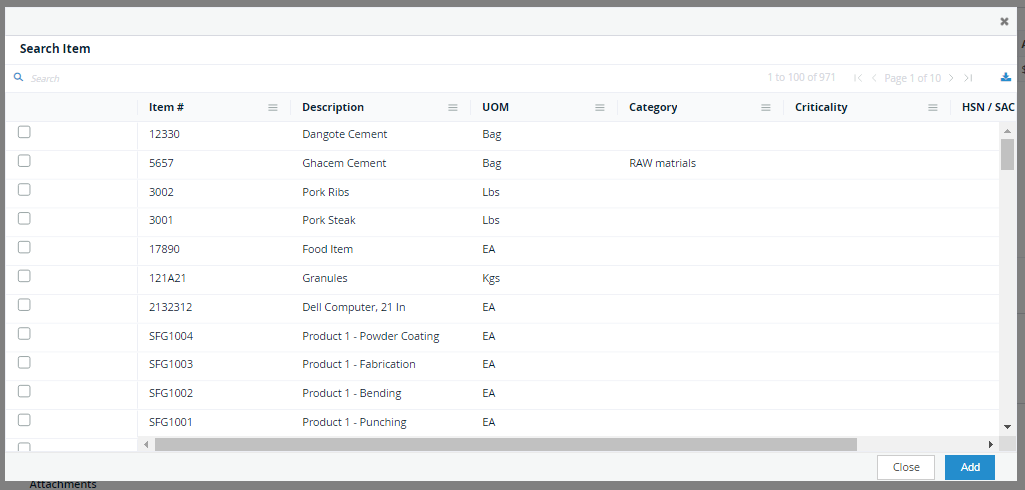 Search Item
Search 1 to 100 of 971 Page 1 of 10
Item # Description UOM Category Criticality HSN / SAC
12330 Dangote Cement Bag
5657 Ghacem Cement Bag RAW matrials
3002 Pork Ribs Lbs
3001 Pork Steak Lbs
17890 Food Item EA
121A21 Granules Kgs
2132312 Dell Computer, 21 In EA
SFG1004 Product 1 - Powder Coating EA
SFG1003 Product 1 - Fabrication EA
SFG1002 Product 1 - Bending EA
SFG1001 Product 1 - Punching EA
Close Add
Attachments